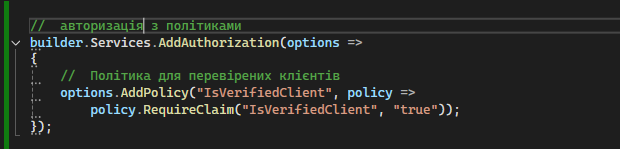 //  авторизація з політиками
builder.Services.AddAuthorization(options =>
{
    //  Політика для перевірених клієнтів
    options.AddPolicy("IsVerifiedClient", policy =>
        policy.RequireClaim("IsVerifiedClient", "true"));
});